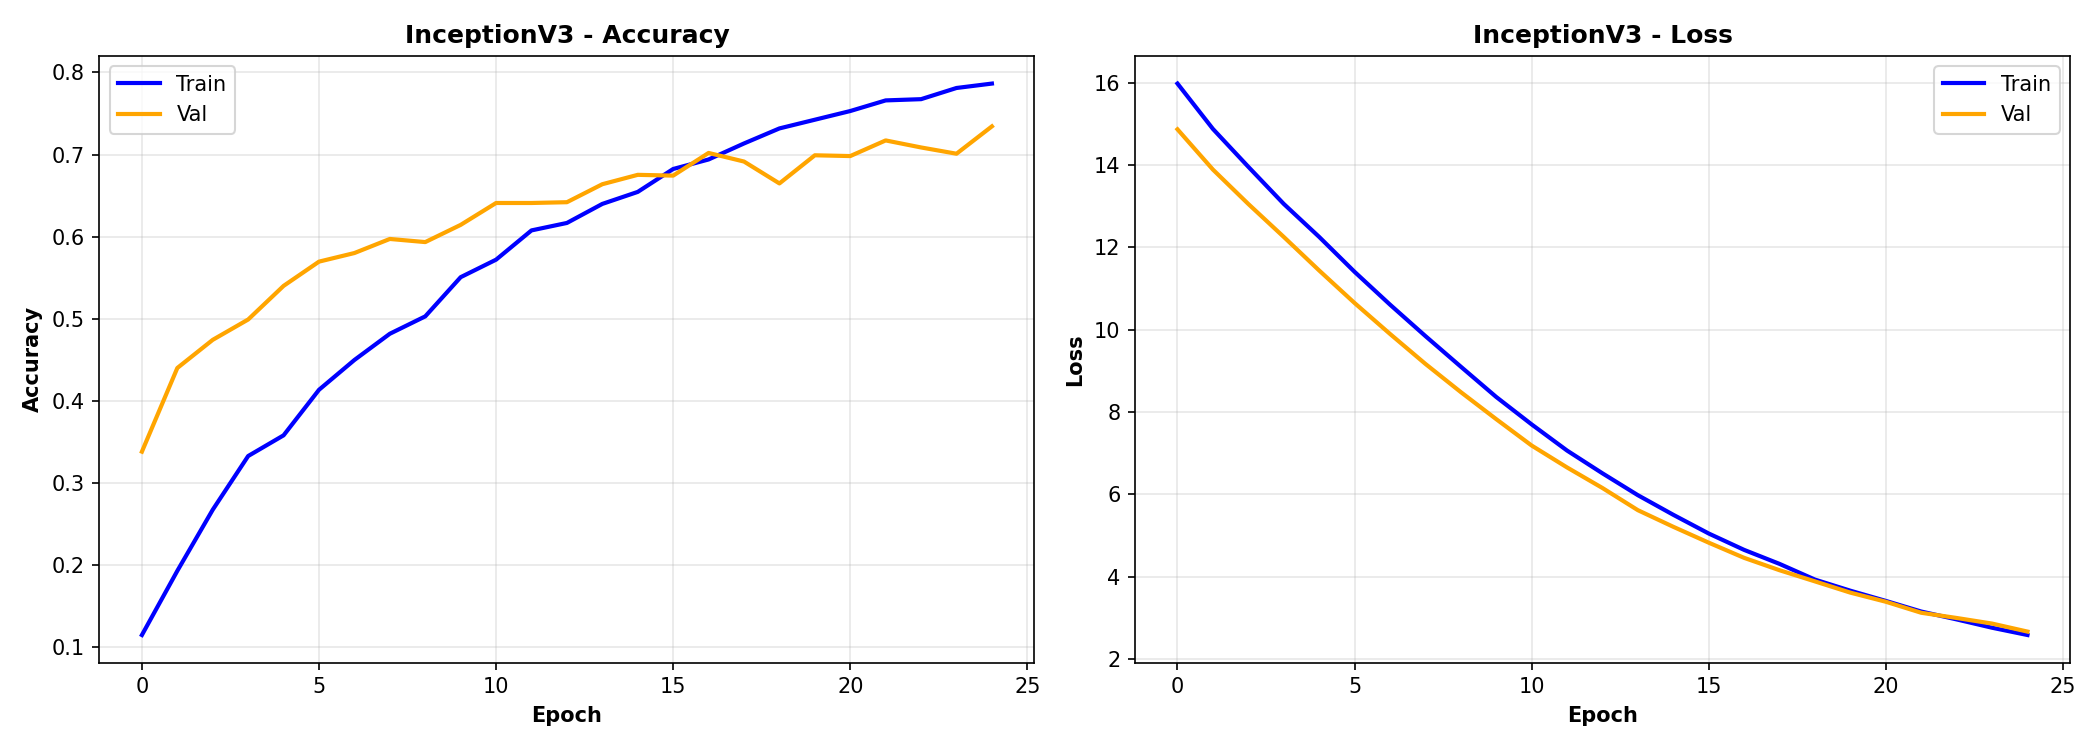 InceptionV3 - Accuracy
Train
Val
0.8
0.7
0.6
0.5
0.4
0.3
0.2
0.1
Accuracy
0 5 10 15 20 25
Epoch
InceptionV3 - Loss
Train
Val
16
14
12
10
8
6
4
2
Loss
0 5 10 15 20 25
Epoch